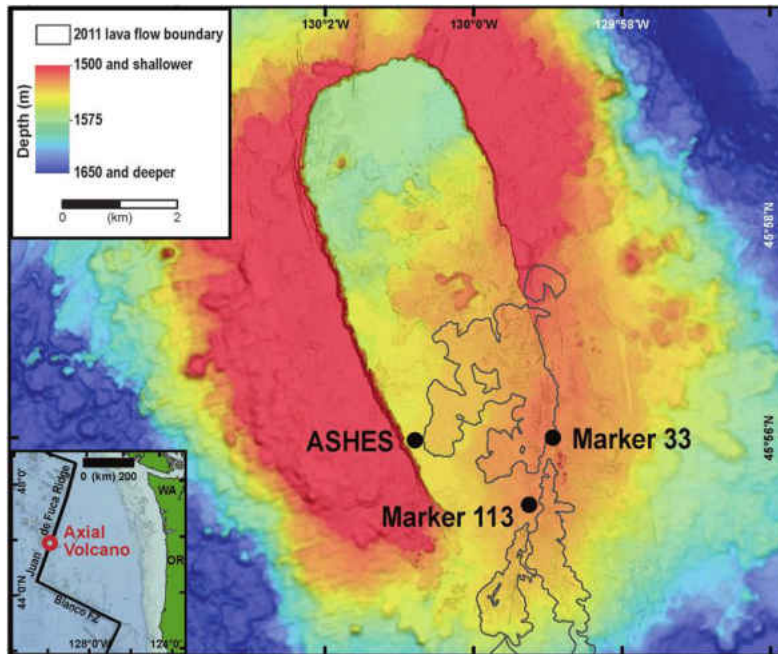 2011 lava flow boundary
1500 and shallower
1575
1650 and deeper
Depth (m)
0 (km) 2
130°2'W
130°0'W
129°58'W
45°58'N
45°56'N
ASHES
Marker 33
Marker 113
0 (km) 200
WA
OR
48°0'
44°0'N
128°0'W
124°0'
Juan de Fuca Ridge
Axial
Volcano
Blanco FZ